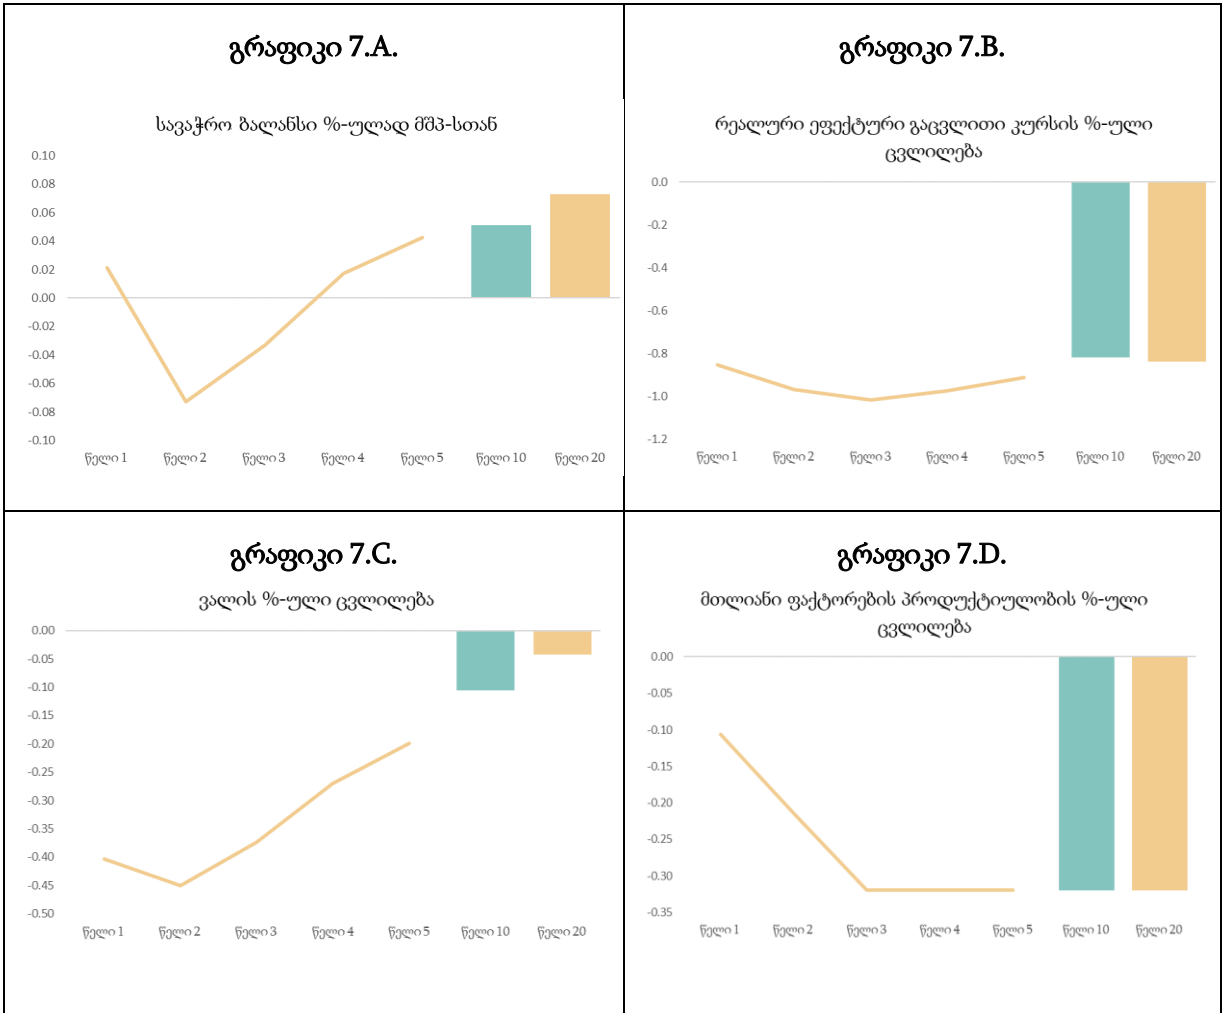 გრაფიკი 7.A.
სავაჭრო ბალანსი %-ულად მშპ-სთან
0.10
0.08
0.06
0.04
0.02
0.00
-0.02
-0.04
-0.06
-0.08
-0.10
წელი 1 წელი 2 წელი 3 წელი 4 წელი 5 წელი 10 წელი 20
გრაფიკი 7.B.
რეალური ეფექტური გაცვლითი კურსის %-ული
ცვლილება
0.0
-0.2
-0.4
-0.6
-0.8
-1.0
-1.2
წელი 1 წელი 2 წელი 3 წელი 4 წელი 5 წელი 10 წელი 20
გრაფიკი 7.C.
ვალის %-ული ცვლილება
0.00
-0.05
-0.10
-0.15
-0.20
-0.25
-0.30
-0.35
-0.40
-0.45
-0.50
წელი 1 წელი 2 წელი 3 წელი 4 წელი 5 წელი 10 წელი 20
გრაფიკი 7.D.
მთლიანი ფაქტორების პროდუქტიულობის %-ული
ცვლილება
0.00
-0.05
-0.10
-0.15
-0.20
-0.25
-0.30
-0.35
წელი 1 წელი 2 წელი 3 წელი 4 წელი 5 წელი 10 წელი 20